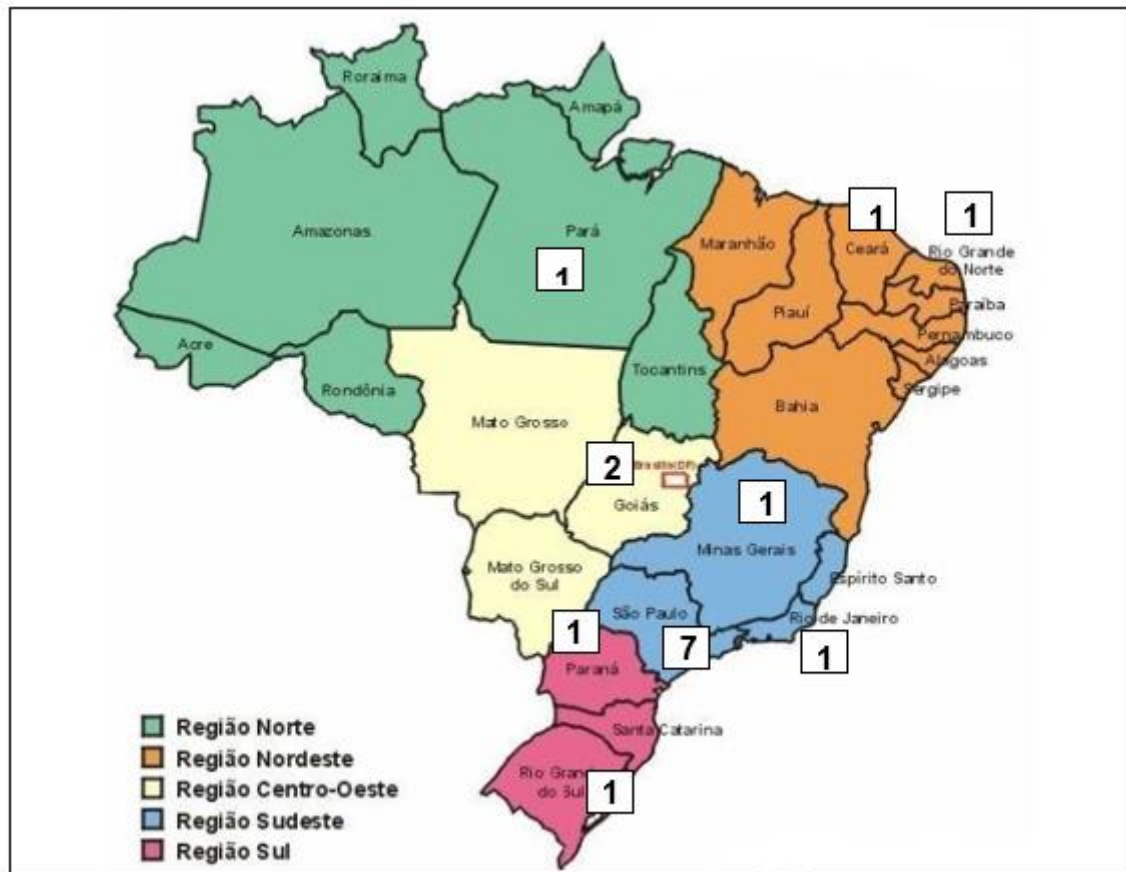 Roraima
Amapá
Amazonas
Pará
1
Maranhão
1
Ceará
1
Rio Grande
do Norte
Paraíba
Piauí
Pernambuco
Alagoas
Sergipe
Acre
Rondônia
Tocantins
Bahia
Mato Grosso
2
Brasília(DF)
Goiás
1
Minas Gerais
Mato Grosso
do Sul
Espírito Santo
São Paulo
Rio de Janeiro
1
7
1
Paraná
Santa Catarina
Rio Grande
do Sul
1
Região Norte
Região Nordeste
Região Centro-Oeste
Região Sudeste
Região Sul